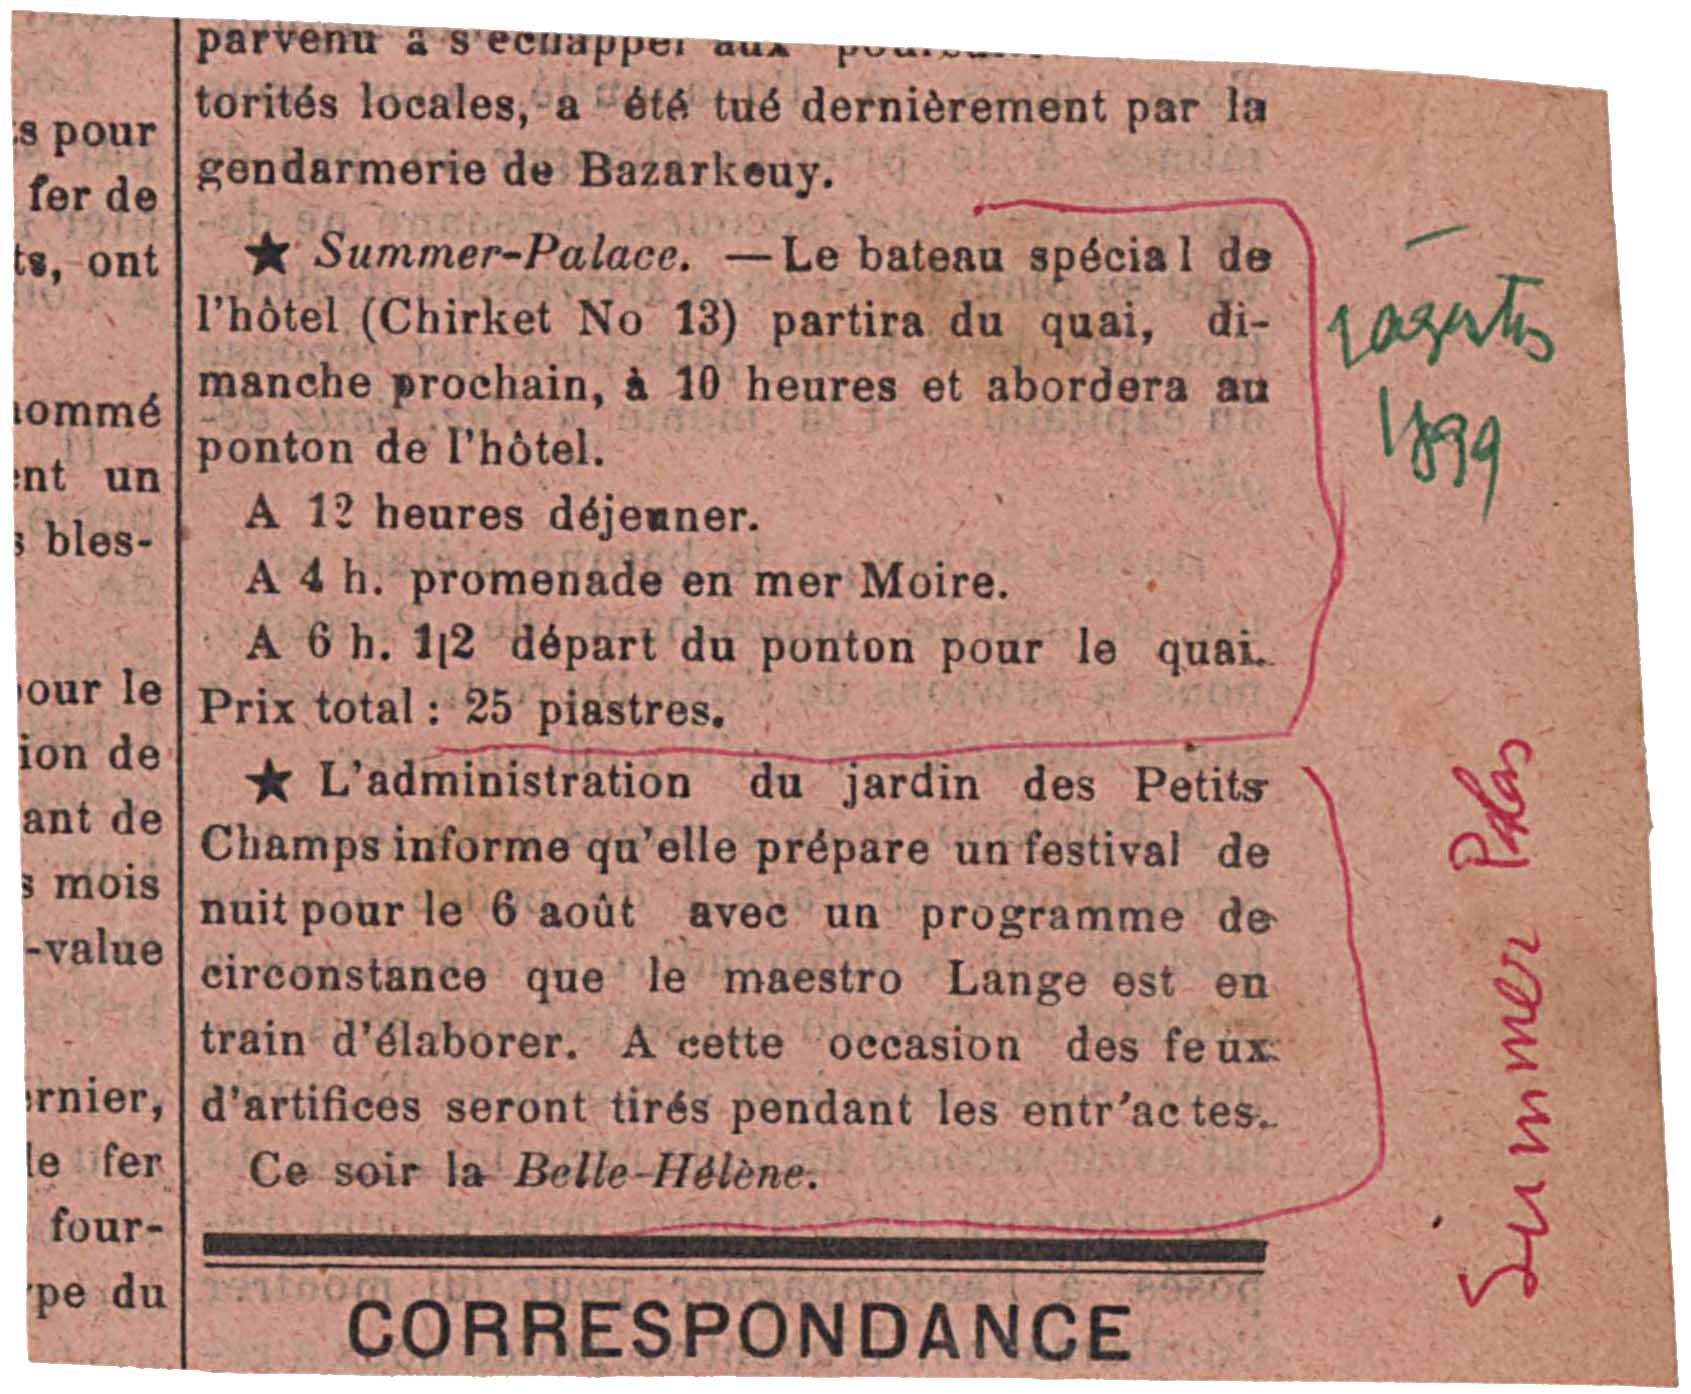 s pour
fer de
ts, ont
ommé
nt un
bles-
our le
ion de
ant de
s mois
-value
rnier,
le fer
four-
pe du
parvenu à s'échapper aux
torités locales, a été tué dernièrement par la
gendarmerie de Bazarkeuy.
★ Summer-Palace. — Le bateau spécial de
l'hôtel (Chirket No 13) partira du quai, di-
manche prochain, à 10 heures et abordera au
ponton de l'hôtel.
A 12 heures déjeuner.
A 4 h. promenade en mer Moire.
A 6 h. 1|2 départ du ponton pour le quai.
Prix total : 25 piastres.
★ L'administration du jardin des Petits
Champs informe qu'elle prépare un festival de
nuit pour le 6 août avec un programme de
circonstance que le maestro Lange est en
train d'élaborer. A cette occasion des feux
d'artifices seront tirés pendant les entr'actes.
Ce soir la Belle-Hélène.
CORRESPONDANCE
1 ağustos
1899
Summer Palas